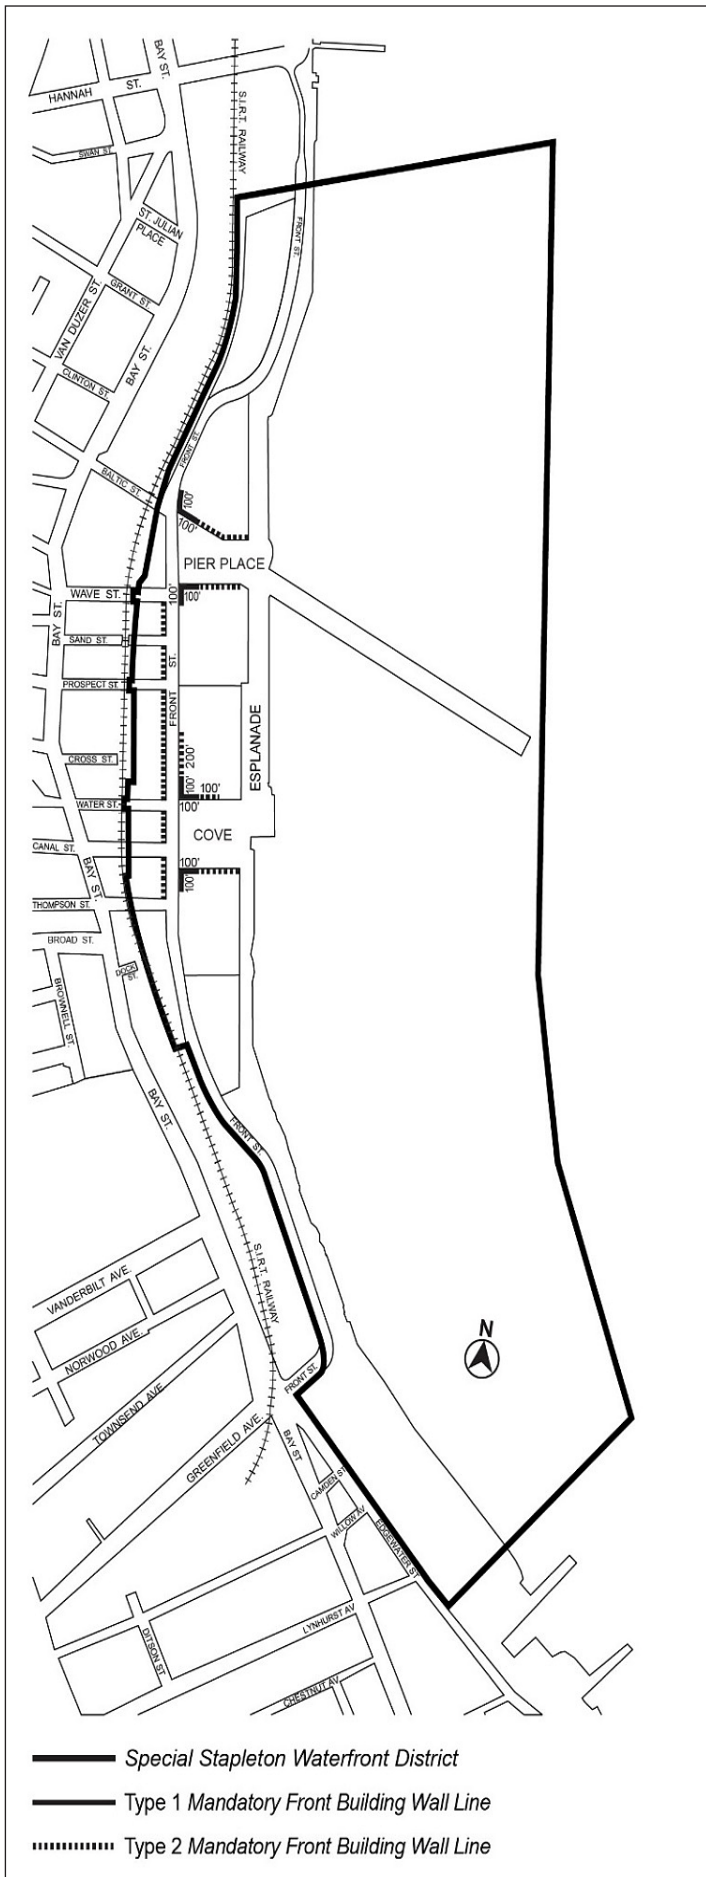 BAY ST.
HANNAH ST.
S.I.R.T. RAILWAY
SWAN ST.
ST. JULIAN
PLACE
FRONT ST.
GRANT ST.
VAN DUZER ST.
BAY ST.
CLINTON ST.
FRONT ST.
BALTIC ST.
100'
100'
PIER PLACE
WAVE ST.
100'
100'
BAY ST.
SAND ST.
PROSPECT ST.
FRONT ST.
ESPLANADE
200'
CROSS ST.
100'
100'
WATER ST.
100'
COVE
CANAL ST.
BAY ST.
100'
100'
THOMPSON ST.
BROAD ST.
DOCK
ST.
BROWNELL ST.
BAY ST.
FRONT ST.
S.I.R.T. RAILWAY
VANDERBILT AVE.
N
NORWOOD AVE.
FRONT ST.
TOWNSEND AVE.
GREENFIELD AVE.
BAY ST
CAMDEN ST.
WILLOW AV
EDGEWATER ST.
LYNHURST AV
DITSON ST
CHESTNUT AV
Special Stapleton Waterfront District
Type 1 Mandatory Front Building Wall Line
Type 2 Mandatory Front Building Wall Line